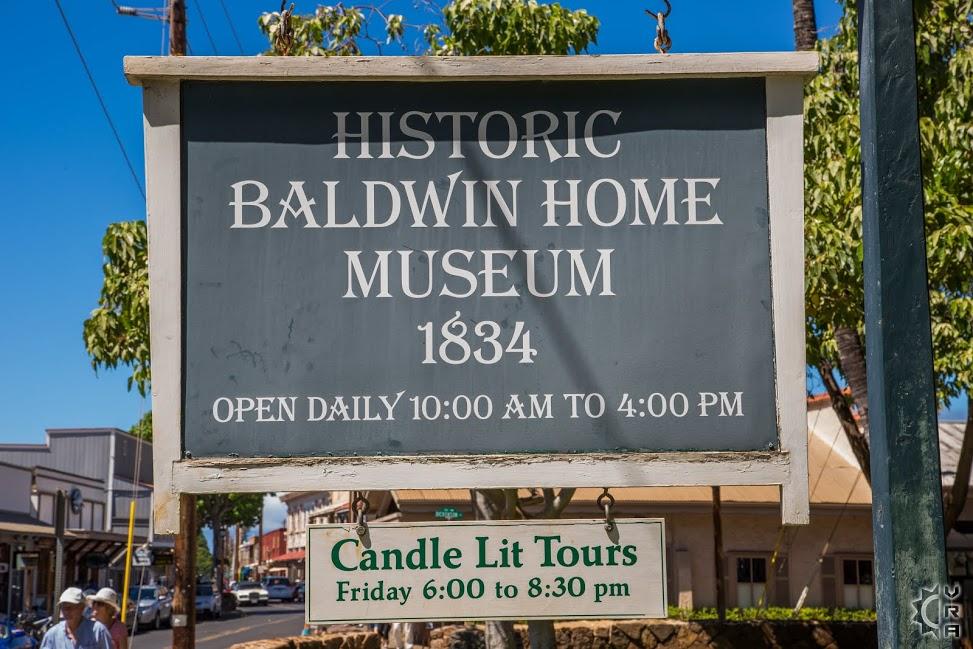 HISTORIC
BALDWIN HOME
MUSEUM
1834
OPEN DAILY 10:00 AM TO 4:00 PM
Candle Lit Tours
Friday 6:00 to 8:30 pm
VRA